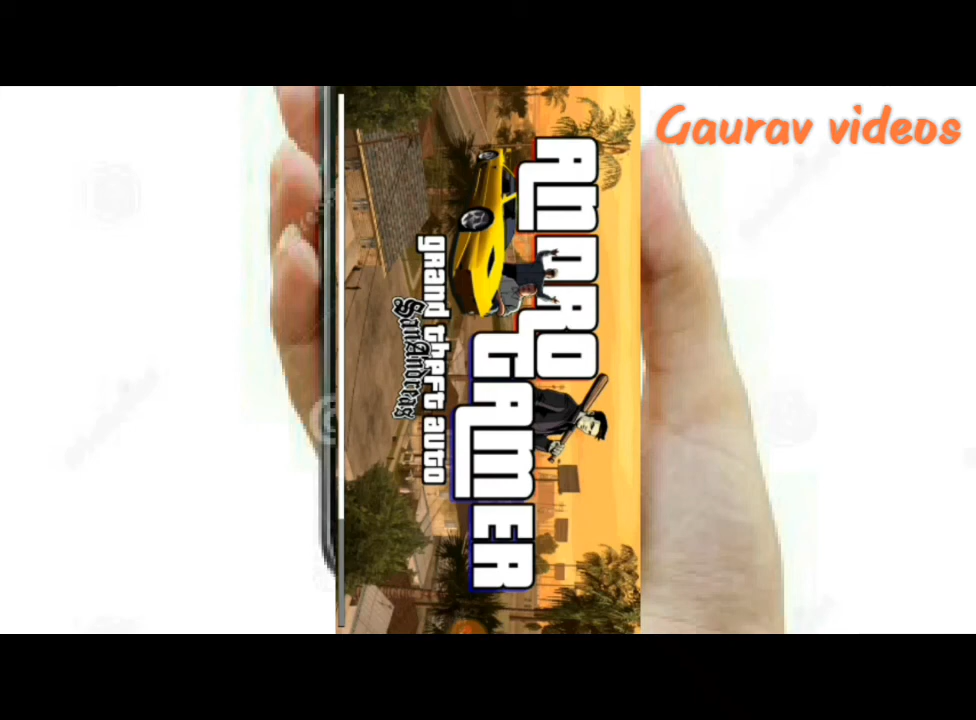 Gaurav videos
ANDRO
GAMER
grand theft auto
San Andreas